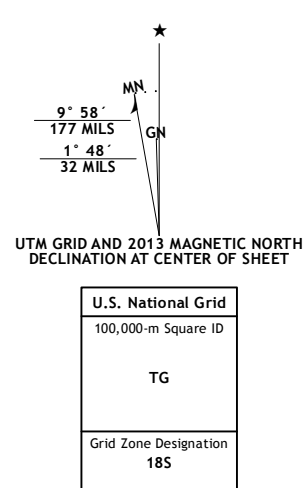 ★
MN
9° 58´
177 MILS
GN
1° 48´
32 MILS
UTM GRID AND 2013 MAGNETIC NORTH
DECLINATION AT CENTER OF SHEET
U.S. National Grid
100,000-m Square ID
TG
Grid Zone Designation
18S